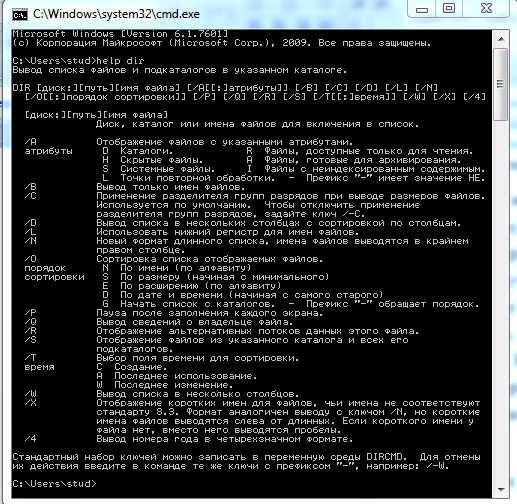 C:\Windows\system32\cmd.exe
Microsoft Windows [Version 6.1.7601]
(c) Корпорация Майкрософт (Microsoft Corp.), 2009. Все права защищены.
C:\Users\stud>help dir
Вывод списка файлов и подкаталогов в указанном каталоге.
DIR [диск:][путь][имя файла] [/A[[:]атрибуты]] [/B] [/C] [/D] [/L] [/N]
[/O[[:]порядок сортировки]] [/P] [/Q] [/R] [/S] [/T[[:]время]] [/W] [/X] [/4]
[диск:][путь][имя файла]
Диск, каталог или имена файлов для включения в список.
/A Отображение файлов с указанными атрибутами.
атрибуты D Каталоги. R Файлы, доступные только для чтения.
H Скрытые файлы. A Файлы, готовые для архивирования.
S Системные файлы. I Файлы с неиндексированным содержимым.
L Точки повторной обработки. - Префикс "-" имеет значение НЕ.
/B Вывод только имен файлов.
/C Применение разделителя групп разрядов при выводе размеров файлов.
Используется по умолчанию. Чтобы отключить применение
разделителя групп разрядов, задайте ключ /-C.
/D Вывод списка в нескольких столбцах с сортировкой по столбцам.
/L Использовать нижний регистр для имен файлов.
/N Новый формат длинного списка, имена файлов выводятся в крайнем
правом столбце.
/O Сортировка списка отображаемых файлов.
порядок N По имени (по алфавиту)
сортировки S По размеру (начиная с минимального)
E По расширению (по алфавиту)
D По дате и времени (начиная с самого старого)
G Начать список с каталогов. - Префикс "-" обращает порядок.
/P Пауза после заполнения каждого экрана.
/Q Вывод сведений о владельце файла.
/R Отображение альтернативных потоков данных этого файла.
/S Отображение файлов из указанного каталога и всех его
подкаталогов.
/T Выбор поля времени для сортировки.
время C Создание.
A Последнее использование.
W Последнее изменение.
/W Вывод списка в несколько столбцов.
/X Отображение коротких имен для файлов, чьи имена не соответствуют
стандарту 8.3. Формат аналогичен выводу с ключом /N, но короткие
имена файлов выводятся слева от длинных. Если короткого имени у
файла нет, вместо него выводятся пробелы.
/4 Вывод номера года в четырехзначном формате.
Стандартный набор ключей можно записать в переменную среды DIRCMD. Для отмены
их действия введите в команде те же ключи с префиксом "-", например: /-W.
C:\Users\stud>